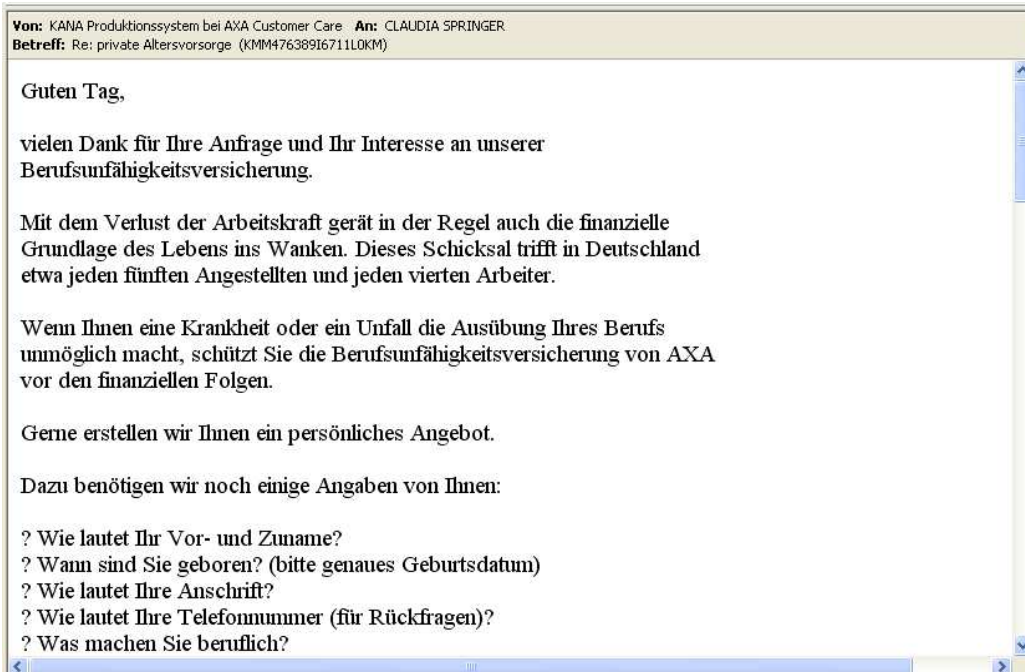 Von: KANA Produktionssystem bei AXA Customer Care An: CLAUDIA SPRINGER
Betreff: Re: private Altersvorsorge (KMM476389I6711L0KM)
Guten Tag,
vielen Dank für Ihre Anfrage und Ihr Interesse an unserer
Berufsunfähigkeitsversicherung.
Mit dem Verlust der Arbeitskraft gerät in der Regel auch die finanzielle
Grundlage des Lebens ins Wanken. Dieses Schicksal trifft in Deutschland
etwa jeden fünften Angestellten und jeden vierten Arbeiter.
Wenn Ihnen eine Krankheit oder ein Unfall die Ausübung Ihres Berufs
unmöglich macht, schützt Sie die Berufsunfähigkeitsversicherung von AXA
vor den finanziellen Folgen.
Gerne erstellen wir Ihnen ein persönliches Angebot.
Dazu benötigen wir noch einige Angaben von Ihnen:
? Wie lautet Ihr Vor- und Zuname?
? Wann sind Sie geboren? (bitte genaues Geburtsdatum)
? Wie lautet Ihre Anschrift?
? Wie lautet Ihre Telefonnummer (für Rückfragen)?
? Was machen Sie beruflich?